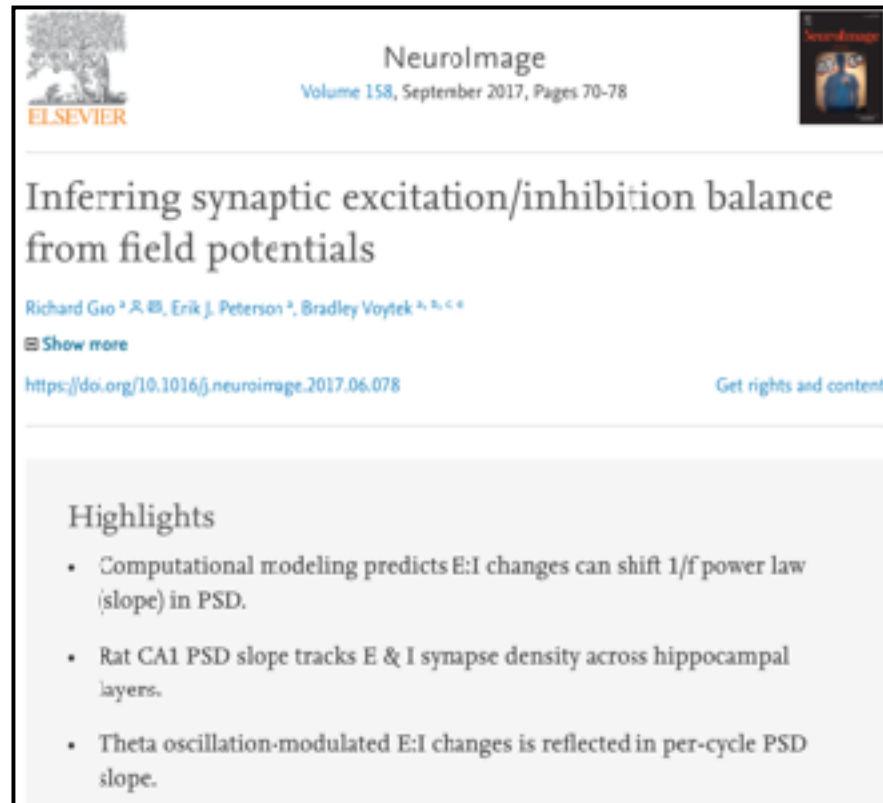 NeuroImage
ELSEVIER
Volume 158, September 2017, Pages 70-78
NeuroImage
Inferring synaptic excitation/inhibition balance
from field potentials
Richard Gao a, Erik J. Peterson a, Bradley Voytek a, b, c, d
Show more
https://doi.org/10.1016/j.neuroimage.2017.06.078
Get rights and content
Highlights
• Computational modeling predicts E:I changes can shift 1/f power law
(slope) in PSD.
• Rat CA1 PSD slope tracks E & I synapse density across hippocampal
layers.
• Theta oscillation-modulated E:I changes is reflected in per-cycle PSD
slope.